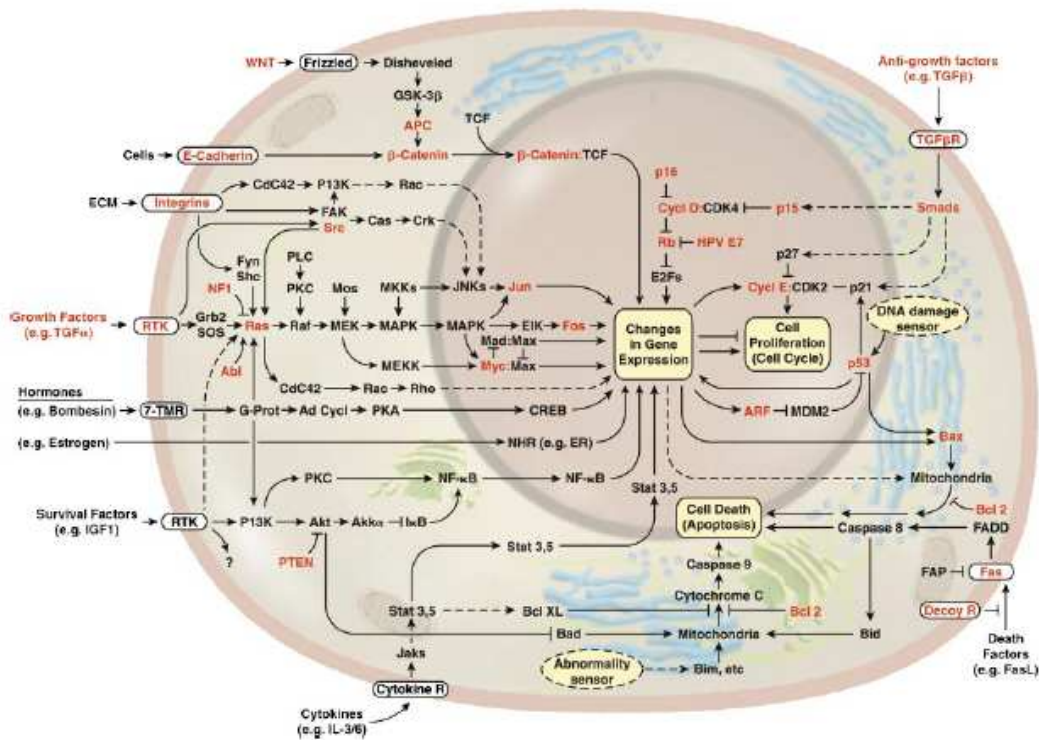 WNT
Frizzled
Disheveled
GSK-3β
APC
TCF
Cells
E-Cadherin
β-Catenin
β-Catenin:TCF
Anti-growth factors
(e.g. TGFβ)
TGFβR
CdC42
P13K
Rac
ECM
Integrins
FAK
Src
Cas
Crk
p16
Cycl D:CDK4
p15
Smads
Rb
HPV E7
E2Fs
p27
Cycl E:CDK2
p21
Fyn
Shc
PLC
NF1
PKC
Mos
MKKs
JNKs
Jun
Growth Factors
(e.g. TGFα)
RTK
Grb2
SOS
Ras
Raf
MEK
MAPK
MAPK
ElK
Fos
Mad:Max
MEKK
Myc:Max
Abl
CdC42
Rac
Rho
Changes
in Gene
Expression
Cell
Proliferation
(Cell Cycle)
DNA damage
sensor
p53
Hormones
(e.g. Bombesin)
7-TMR
G-Prot
Ad Cycl
PKA
CREB
ARF
MDM2
(e.g. Estrogen)
NHR (e.g. ER)
Bax
PKC
NF-κB
NF-κB
Stat 3,5
Mitochondria
Survival Factors
(e.g. IGF1)
RTK
P13K
Akt
Akkα
IκB
Cell Death
(Apoptosis)
Bcl 2
Caspase 8
FADD
?
PTEN
Stat 3,5
Caspase 9
FAP
Fas
Cytochrome C
Stat 3,5
Bcl XL
Bcl 2
Decoy R
Bad
Mitochondria
Bid
Death
Factors
(e.g. FasL)
Jaks
Abnormality
sensor
Bim, etc
Cytokine R
Cytokines
(e.g. IL-3/6)